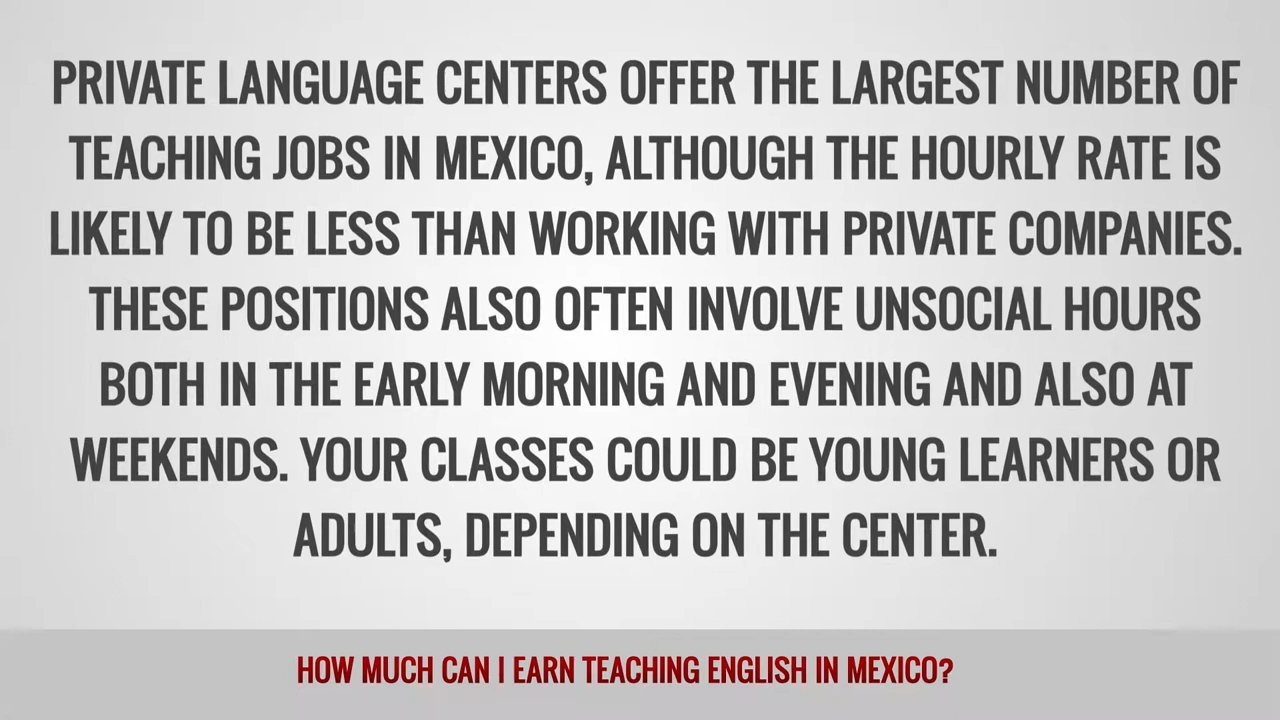 PRIVATE LANGUAGE CENTERS OFFER THE LARGEST NUMBER OF
TEACHING JOBS IN MEXICO, ALTHOUGH THE HOURLY RATE IS
LIKELY TO BE LESS THAN WORKING WITH PRIVATE COMPANIES.
THESE POSITIONS ALSO OFTEN INVOLVE UNSOCIAL HOURS
BOTH IN THE EARLY MORNING AND EVENING AND ALSO AT
WEEKENDS. YOUR CLASSES COULD BE YOUNG LEARNERS OR
ADULTS, DEPENDING ON THE CENTER.
HOW MUCH CAN I EARN TEACHING ENGLISH IN MEXICO?